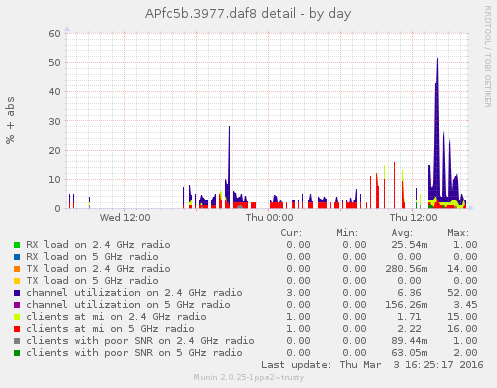 APfc5b.3977.daf8 detail - by day
RRDTOOL / TOBI OETIKER
% + abs
60
50
40
30
20
10
0
Wed 12:00 Thu 00:00 Thu 12:00
Cur: Min: Avg: Max:
RX load on 2.4 GHz radio 0.00 0.00 25.54m 1.00
RX load on 5 GHz radio 0.00 0.00 0.00 0.00
TX load on 2.4 GHz radio 0.00 0.00 280.56m 14.00
TX load on 5 GHz radio 0.00 0.00 0.00 0.00
channel utilization on 2.4 GHz radio 3.00 0.00 6.36 52.00
channel utilization on 5 GHz radio 0.00 0.00 156.26m 3.45
clients at mi on 2.4 GHz radio 1.00 0.00 1.71 15.00
clients at mi on 5 GHz radio 1.00 0.00 2.22 16.00
clients with poor SNR on 2.4 GHz radio 0.00 0.00 89.44m 1.00
clients with poor SNR on 5 GHz radio 0.00 0.00 63.05m 2.00
Last update: Thu Mar 3 16:25:17 2016
Munin 2.0.25-1ppa2~trusty